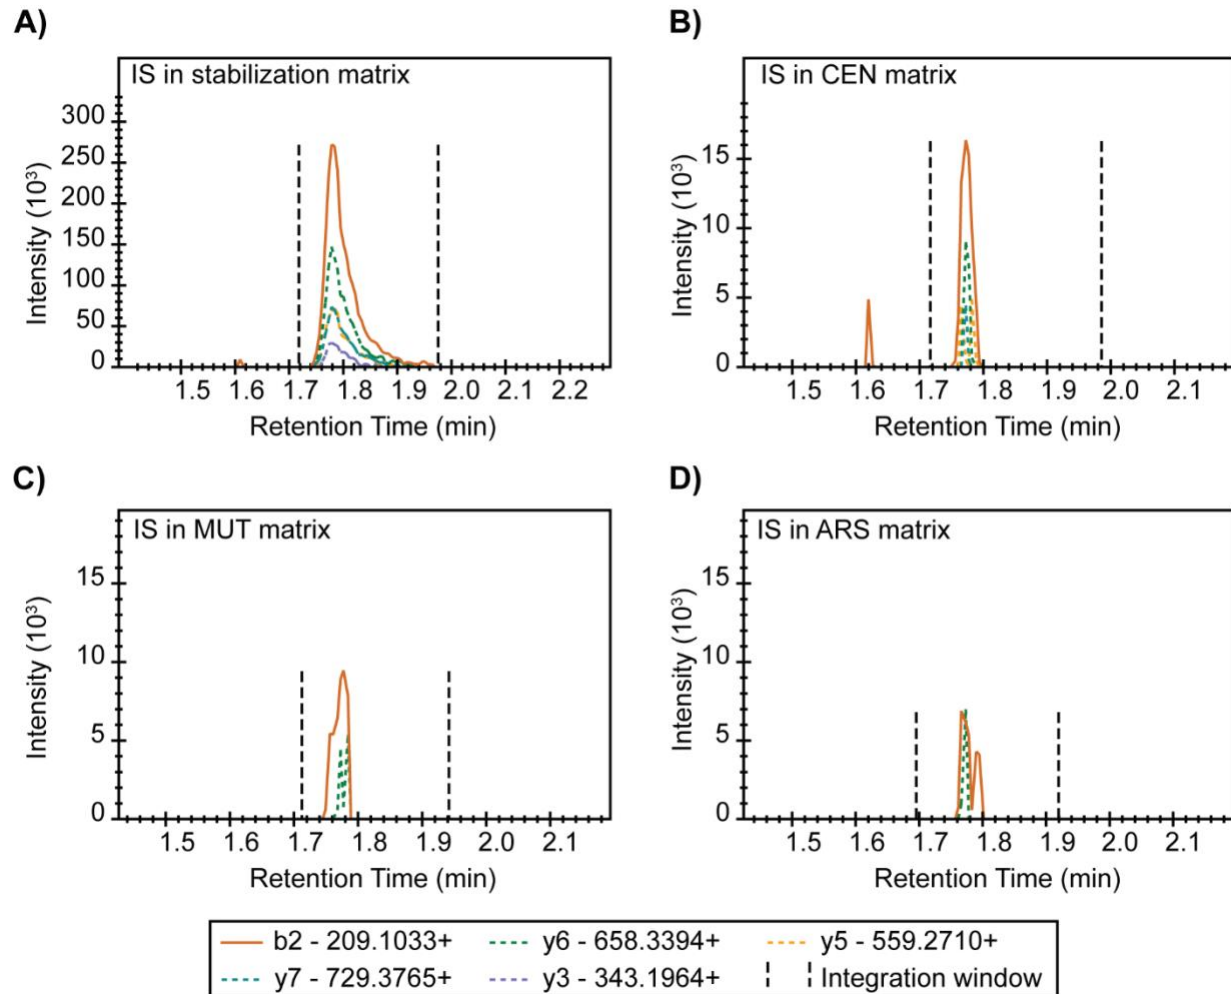 A)
IS in stabilization matrix
Intensity (10³)
300
250
200
150
100
50
0
1.5 1.6 1.7 1.8 1.9 2.0 2.1 2.2
Retention Time (min)
B)
IS in CEN matrix
Intensity (10³)
15
10
5
0
1.5 1.6 1.7 1.8 1.9 2.0 2.1
Retention Time (min)
C)
IS in MUT matrix
Intensity (10³)
15
10
5
0
1.5 1.6 1.7 1.8 1.9 2.0 2.1
Retention Time (min)
D)
IS in ARS matrix
Intensity (10³)
15
10
5
0
1.5 1.6 1.7 1.8 1.9 2.0 2.1
Retention Time (min)
b2 - 209.1033+ y6 - 658.3394+ y5 - 559.2710+
y7 - 729.3765+ y3 - 343.1964+ Integration window